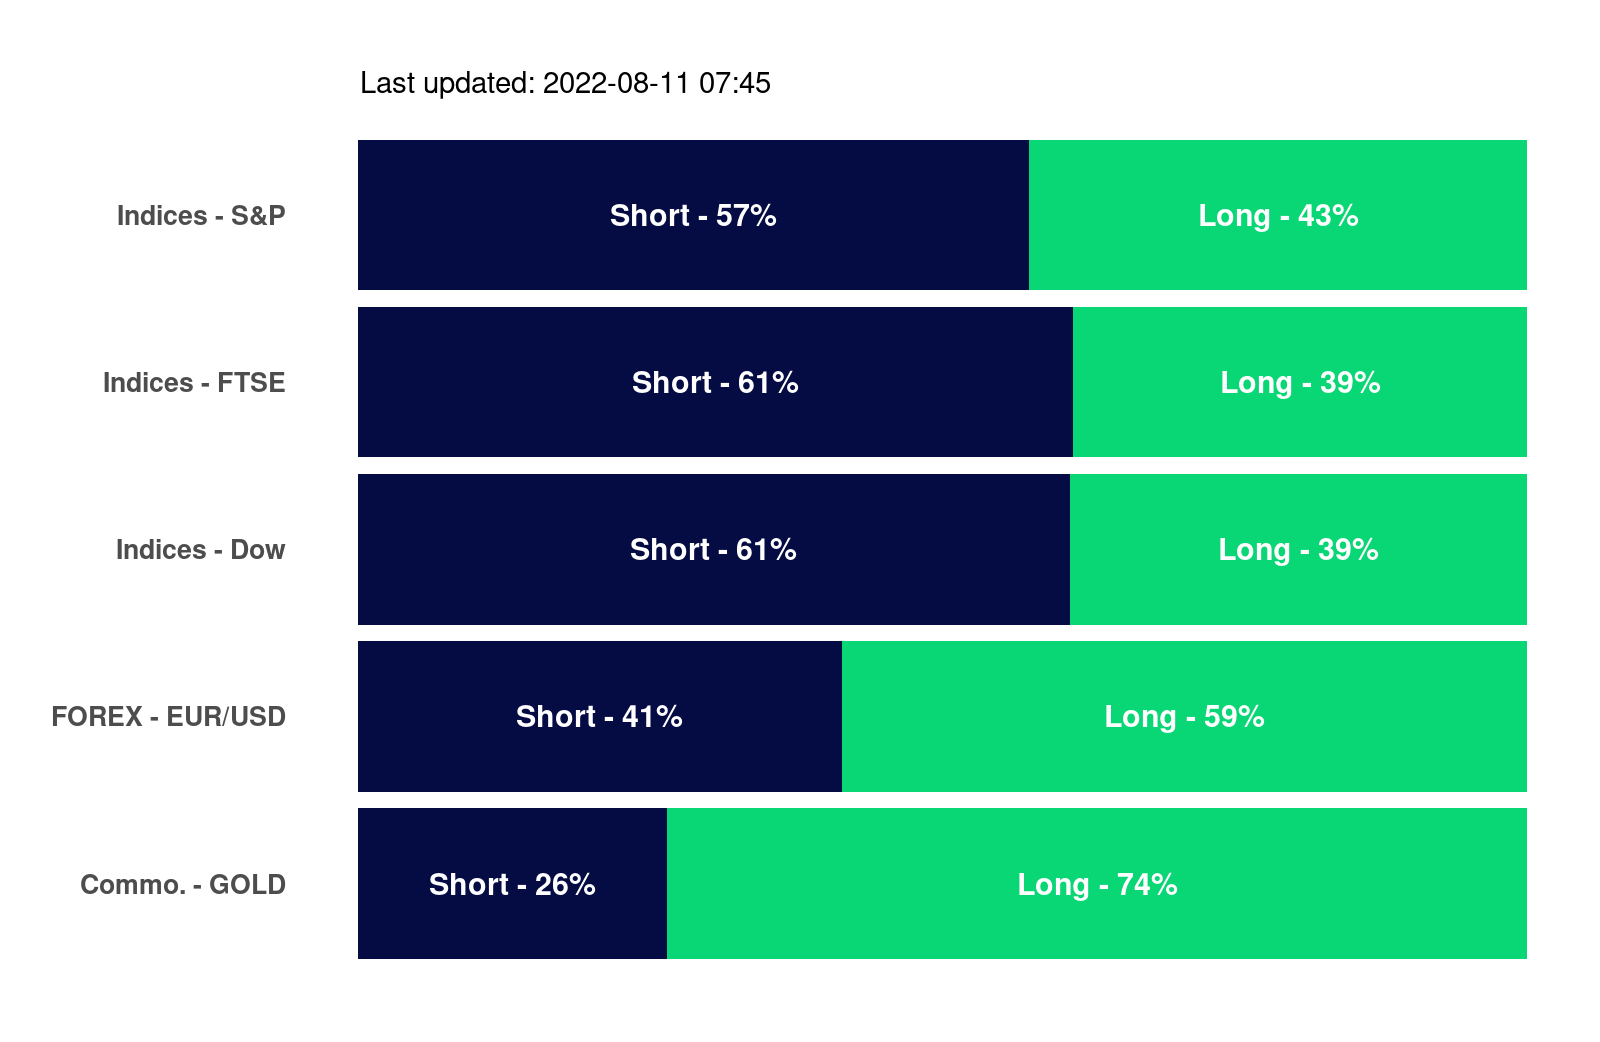 Last updated: 2022-08-11 07:45
Indices - S&P Short - 57% Long - 43%
Indices - FTSE Short - 61% Long - 39%
Indices - Dow Short - 61% Long - 39%
FOREX - EUR/USD Short - 41% Long - 59%
Commo. - GOLD Short - 26% Long - 74%